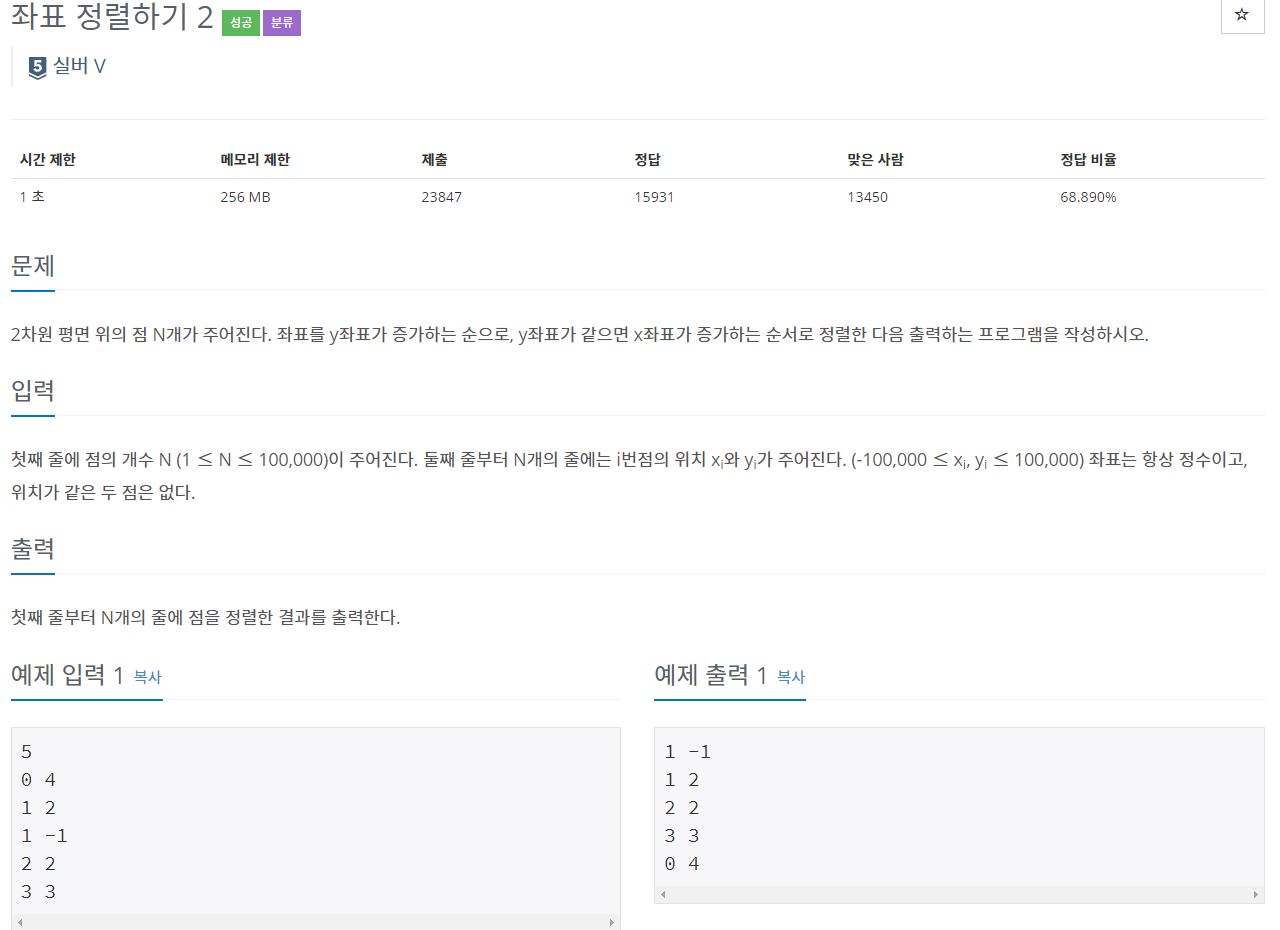 좌표 정렬하기 2 성공 분류
☆
5 실버 V
시간 제한 메모리 제한 제출 정답 맞은 사람 정답 비율
1 초 256 MB 23847 15931 13450 68.890%
문제
2차원 평면 위의 점 N개가 주어진다. 좌표를 y좌표가 증가하는 순으로, y좌표가 같으면 x좌표가 증가하는 순서로 정렬한 다음 출력하는 프로그램을 작성하시오.
입력
첫째 줄에 점의 개수 N (1 ≤ N ≤ 100,000)이 주어진다. 둘째 줄부터 N개의 줄에는 i번점의 위치 xi와 yi가 주어진다. (-100,000 ≤ xi, yi ≤ 100,000) 좌표는 항상 정수이고,
위치가 같은 두 점은 없다.
출력
첫째 줄부터 N개의 줄에 점을 정렬한 결과를 출력한다.
예제 입력 1 복사
5
0 4
1 2
1 -1
2 2
3 3
예제 출력 1 복사
1 -1
1 2
2 2
3 3
0 4